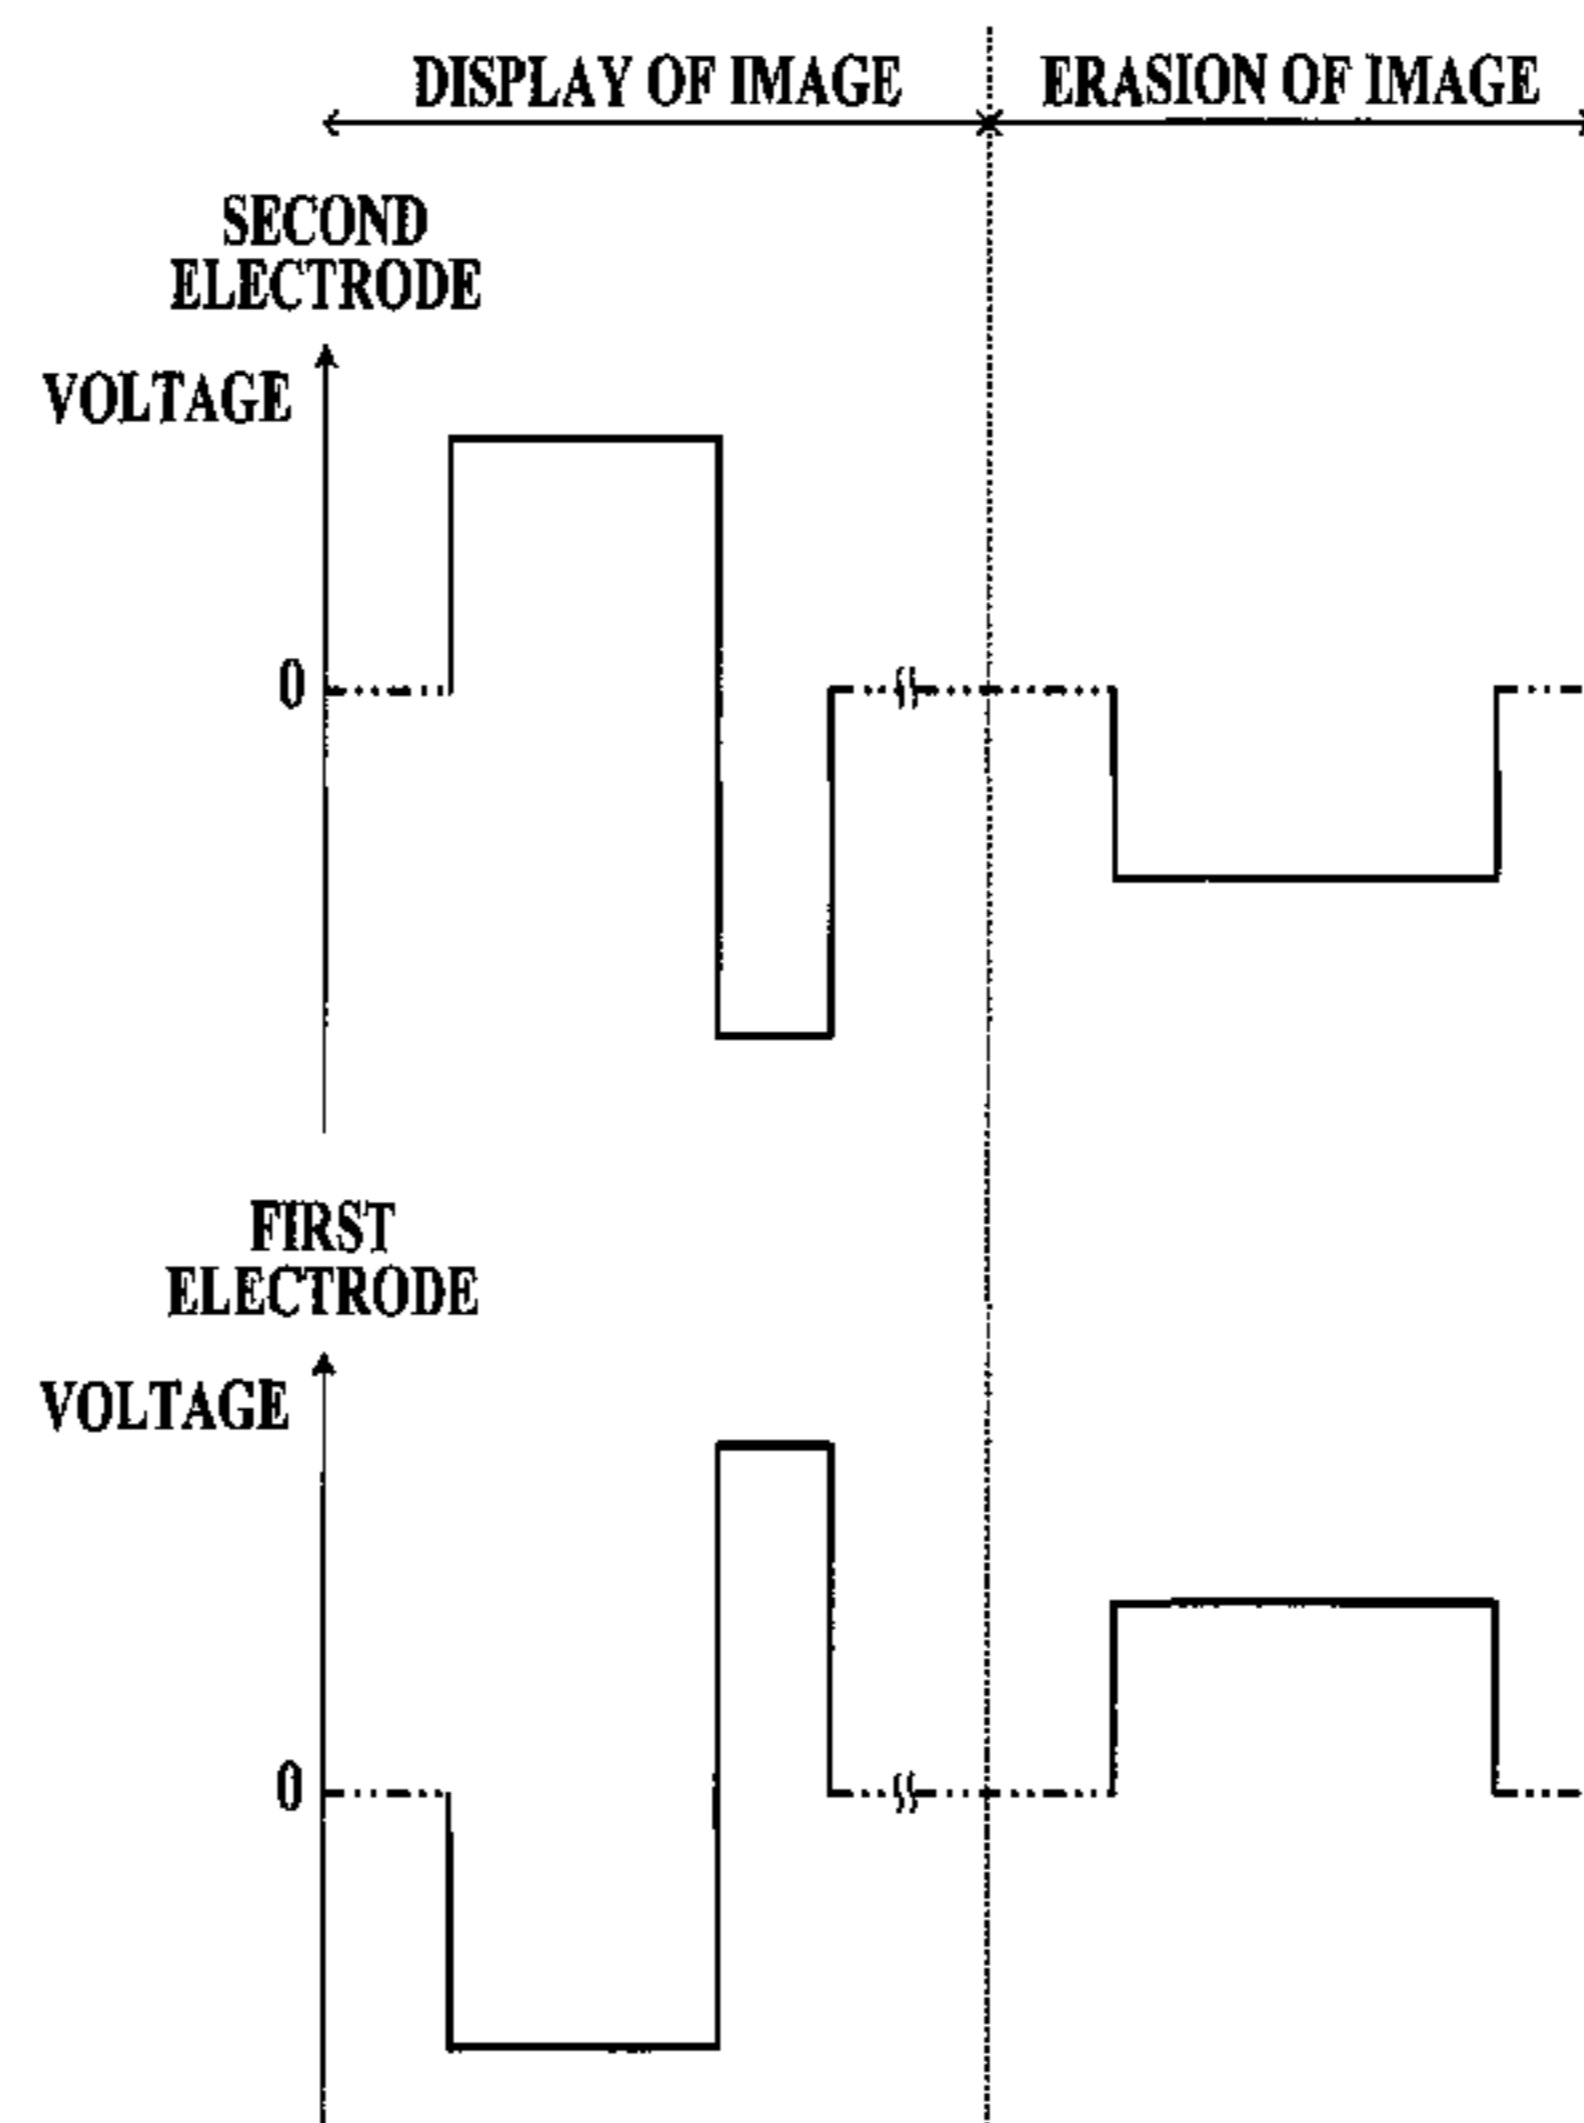 DISPLAY OF IMAGE
ERASION OF IMAGE
SECOND
ELECTRODE
VOLTAGE
0
FIRST
ELECTRODE
VOLTAGE
0